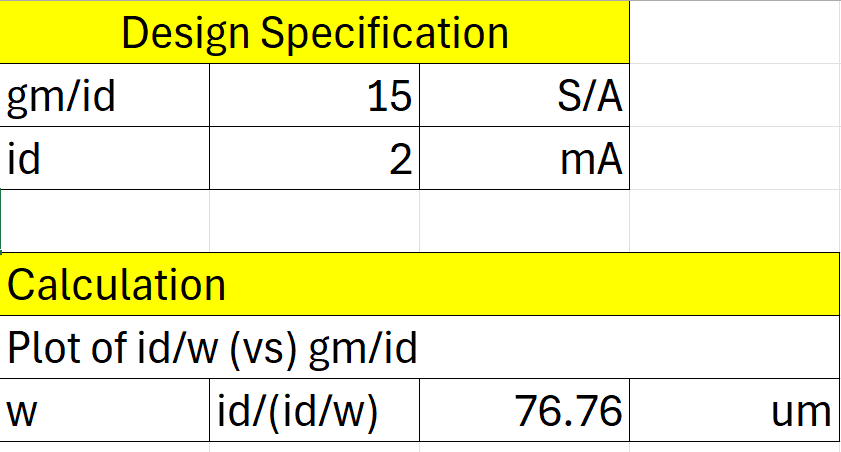 Design Specification
gm/id 15 S/A
id 2 mA
Calculation
Plot of id/w (vs) gm/id
w id/(id/w) 76.76 um